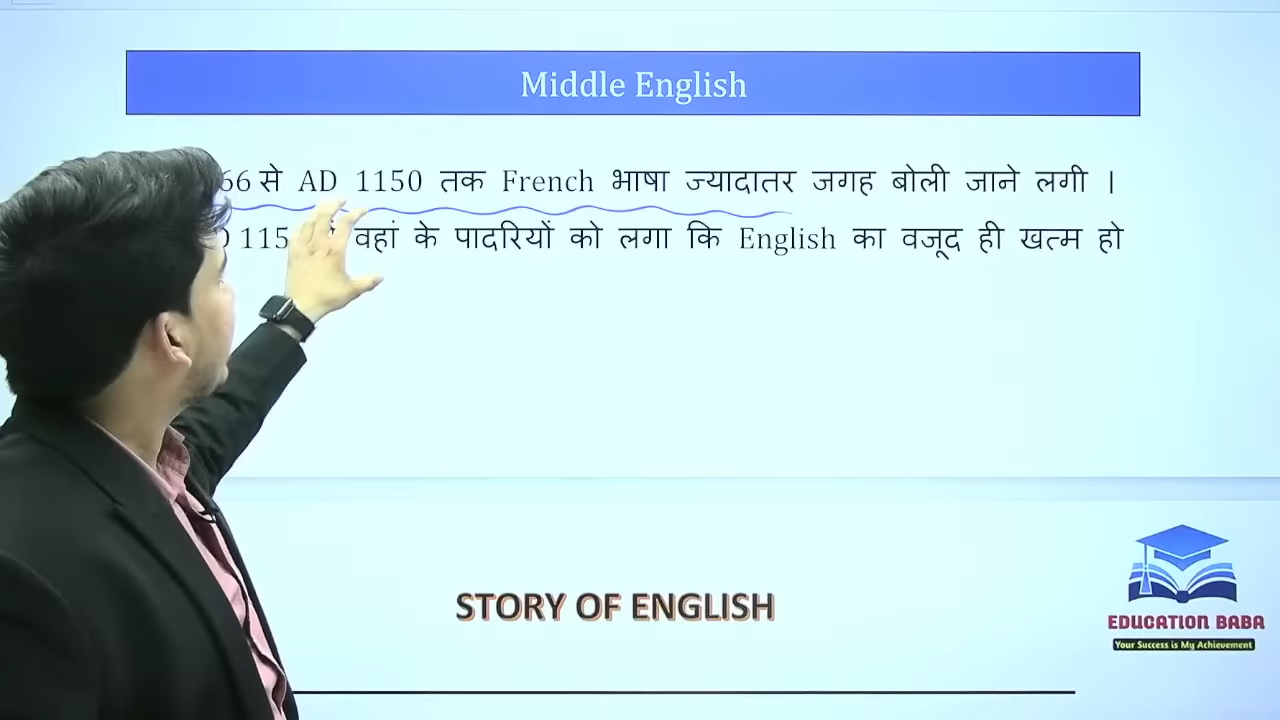 Middle English
66 से AD 1150 तक French भाषा ज्यादातर जगह बोली जाने लगी ।
115 वहां के पादरियों को लगा कि English का वजूद ही खत्म हो
STORY OF ENGLISH
EDUCATION BABA
Your Success is My Achievement